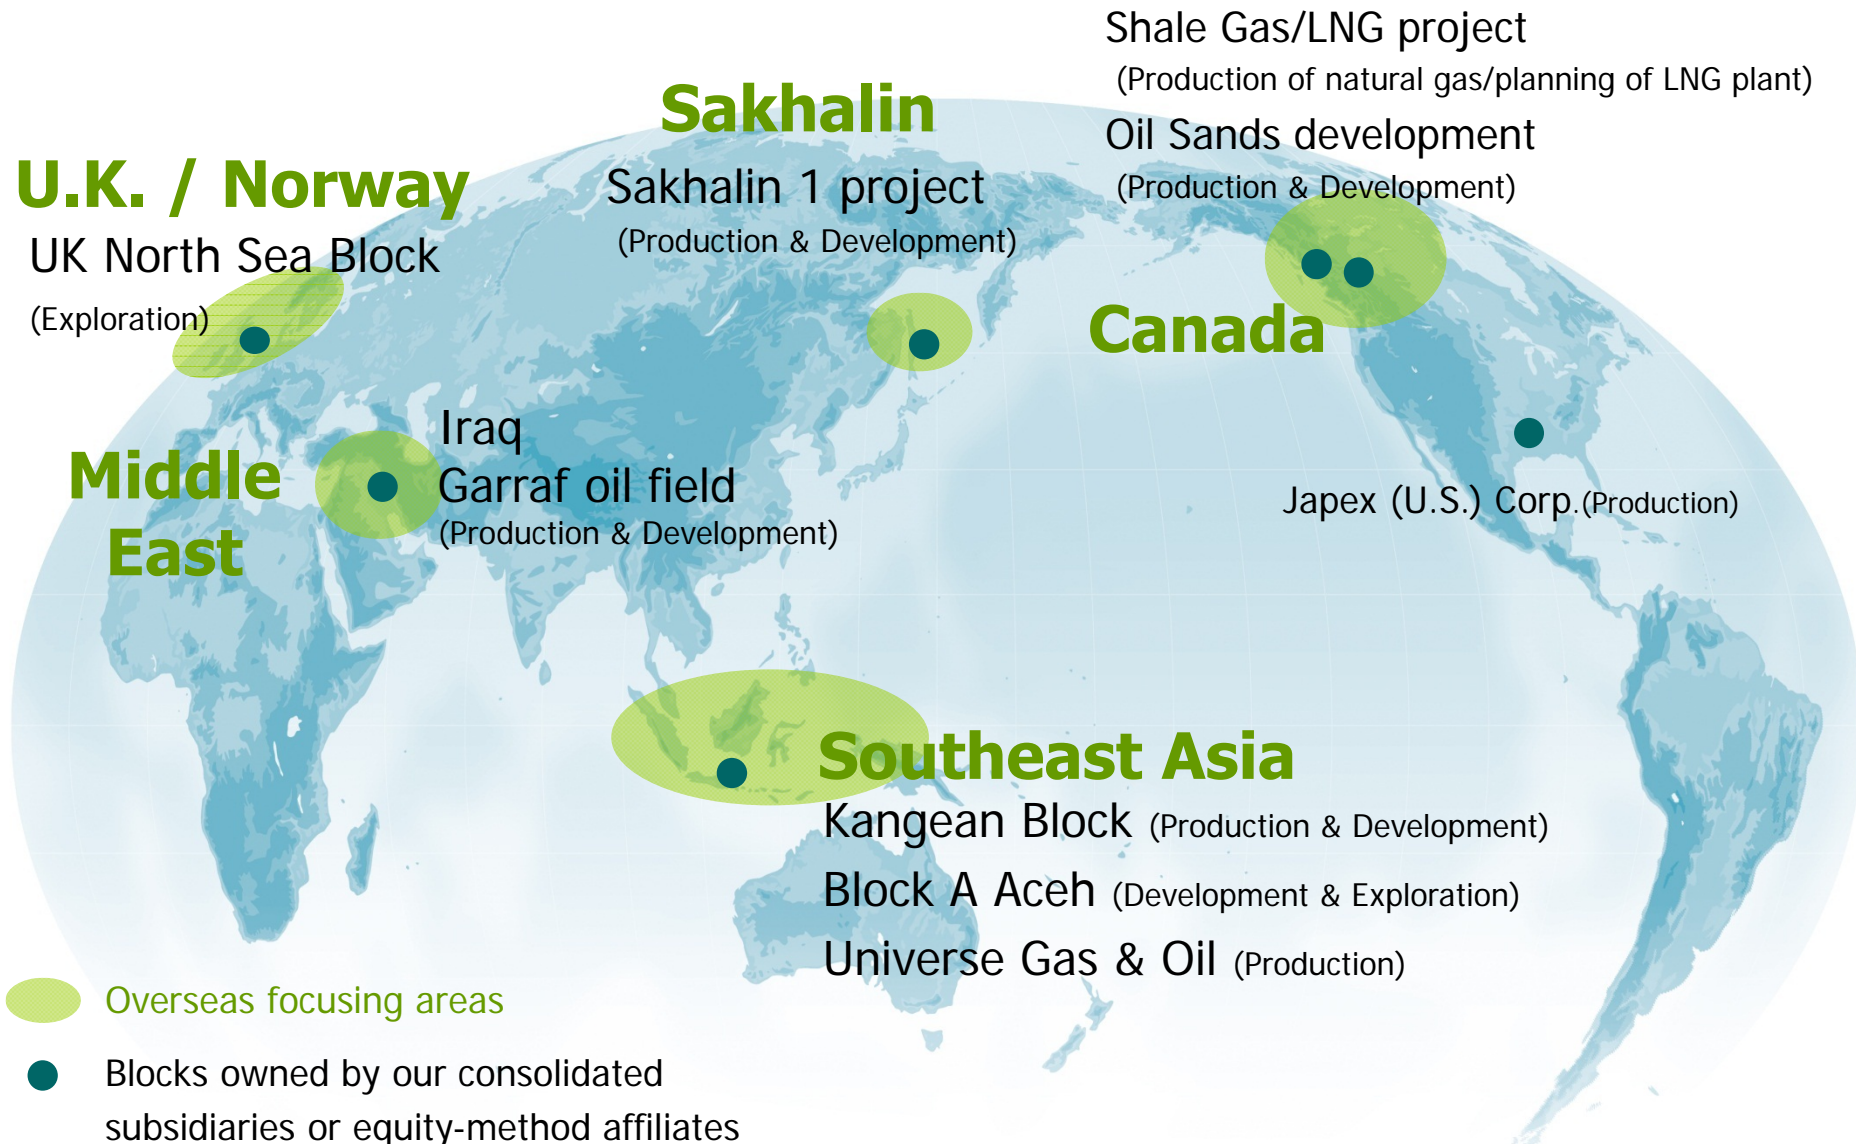 Shale Gas/LNG project
(Production of natural gas/planning of LNG plant)
Oil Sands development
(Production & Development)
Canada
Sakhalin
Sakhalin 1 project
(Production & Development)
U.K. / Norway
UK North Sea Block
(Exploration)
Middle
East
Iraq
Garraf oil field
(Production & Development)
Japex (U.S.) Corp.(Production)
Southeast Asia
Kangean Block (Production & Development)
Block A Aceh (Development & Exploration)
Universe Gas & Oil (Production)
Overseas focusing areas
Blocks owned by our consolidated
subsidiaries or equity-method affiliates